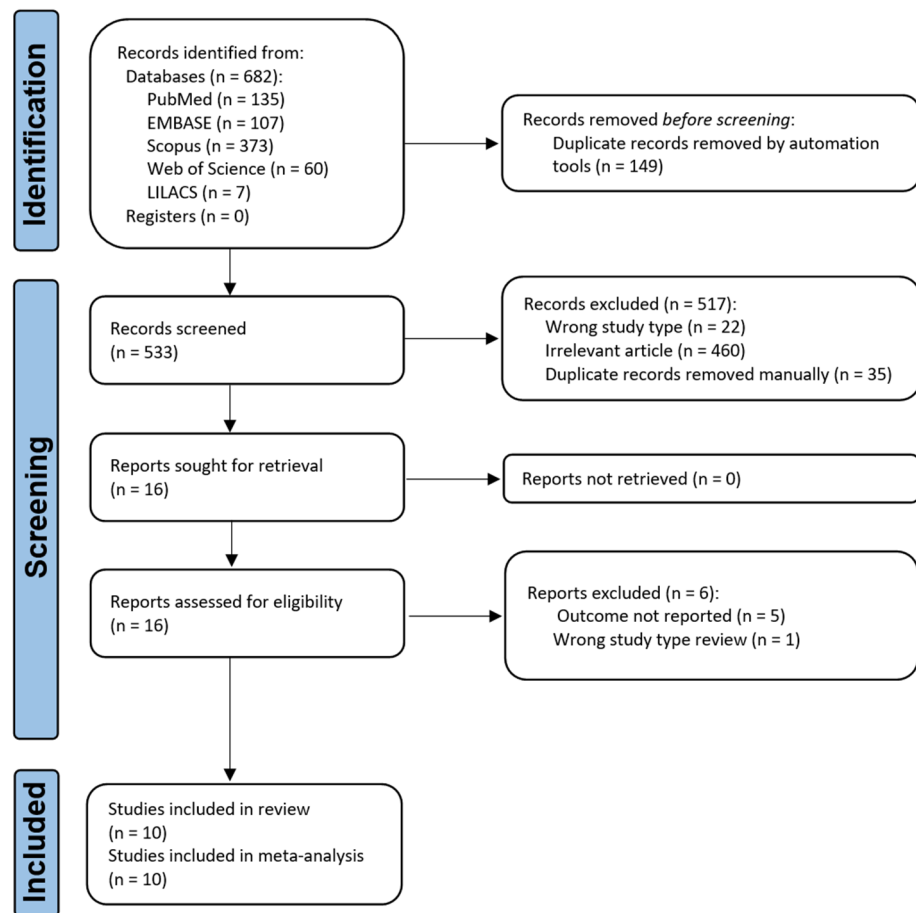 Identification
Records identified from:
Databases (n = 682):
PubMed (n = 135)
EMBASE (n = 107)
Scopus (n = 373)
Web of Science (n = 60)
LILACS (n = 7)
Registers (n = 0)
Records removed before screening:
Duplicate records removed by automation
tools (n = 149)
Screening
Records screened
(n = 533)
Records excluded (n = 517):
Wrong study type (n = 22)
Irrelevant article (n = 460)
Duplicate records removed manually (n = 35)
Reports sought for retrieval
(n = 16)
Reports not retrieved (n = 0)
Reports assessed for eligibility
(n = 16)
Reports excluded (n = 6):
Outcome not reported (n = 5)
Wrong study type review (n = 1)
Included
Studies included in review
(n = 10)
Studies included in meta-analysis
(n = 10)